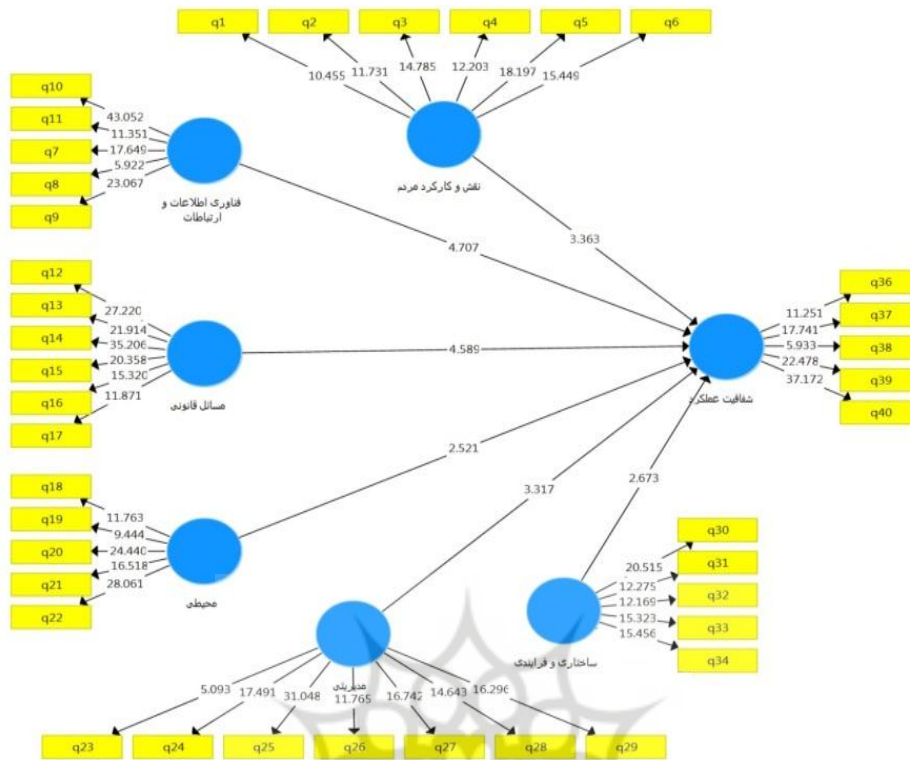 q1
q2
q3
q4
q5
q6
10.455
11.731
14.785
12.203
18.197
15.449
نقش و کارکرد مردم
q10
q11
q7
q8
q9
43.052
11.351
17.649
5.922
23.067
فناوری اطلاعات و
ارتباطات
4.707
3.363
q12
q13
q14
q15
q16
q17
27.220
21.914
35.206
20.358
15.320
11.871
مسائل قانونی
4.589
شفافیت عملکرد
11.251
17.741
5.933
22.478
37.172
q36
q37
q38
q39
q40
q18
q19
q20
q21
q22
11.763
9.444
24.440
16.518
28.061
محیطی
2.521
3.317
2.673
ساختاری و فرایندی
20.515
12.275
12.169
15.323
15.456
q30
q31
q32
q33
q34
مدیریتی
5.093
17.491
31.048
11.765
16.742
14.643
16.296
q23
q24
q25
q26
q27
q28
q29